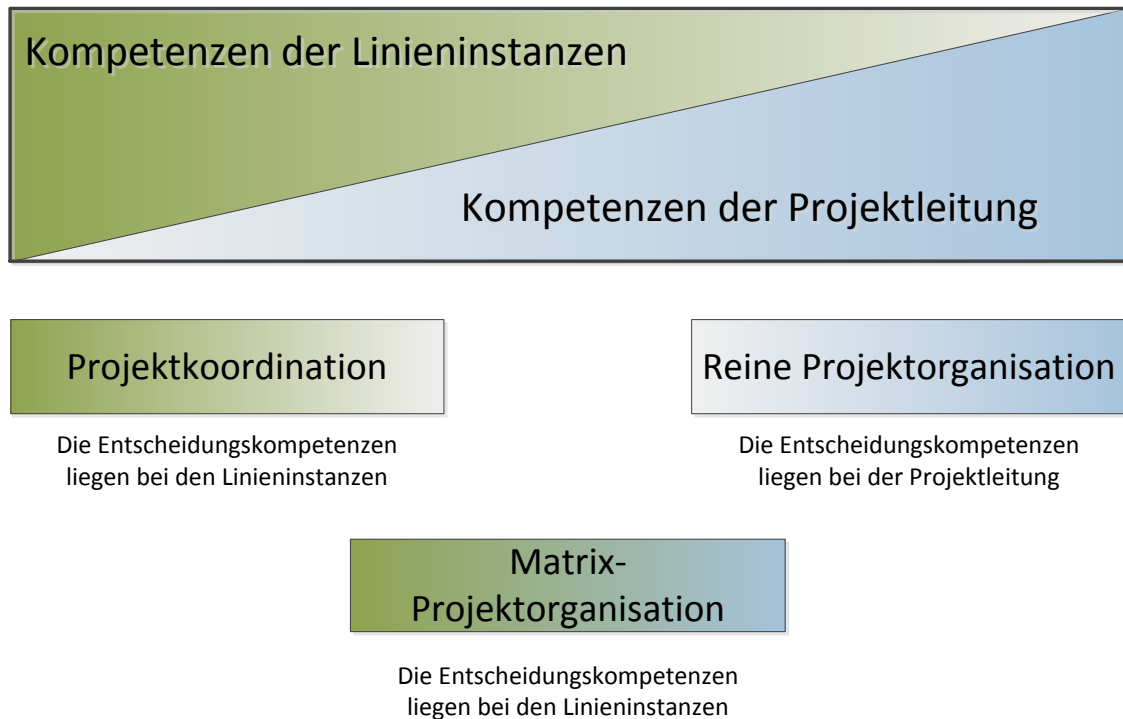 Kompetenzen der Linieninstanzen
Kompetenzen der Projektleitung
Projektkoordination
Die Entscheidungskompetenzen
liegen bei den Linieninstanzen
Reine Projektorganisation
Die Entscheidungskompetenzen
liegen bei der Projektleitung
Matrix-
Projektorganisation
Die Entscheidungskompetenzen
liegen bei den Linieninstanzen